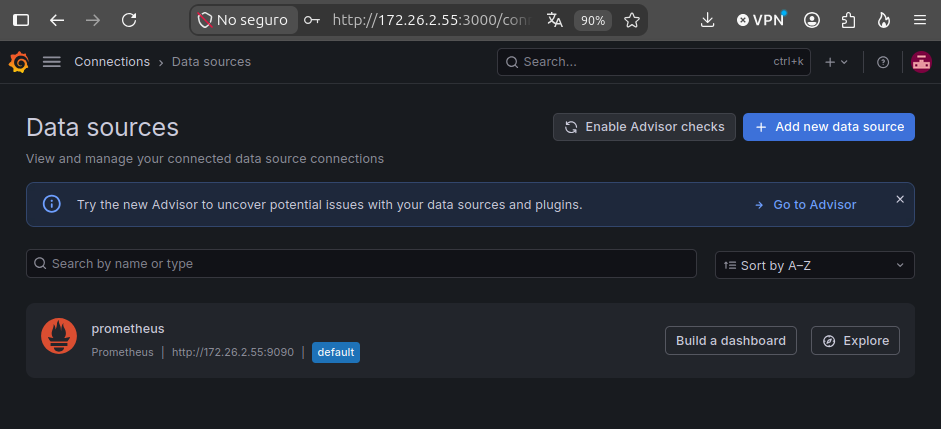 No seguro http://172.26.2.55:3000/conn 90% VPN
Connections › Data sources Search... ctrl+k
Data sources Enable Advisor checks + Add new data source
View and manage your connected data source connections
Try the new Advisor to uncover potential issues with your data sources and plugins. → Go to Advisor
Search by name or type Sort by A–Z
prometheus
Prometheus | http://172.26.2.55:9090 | default Build a dashboard Explore